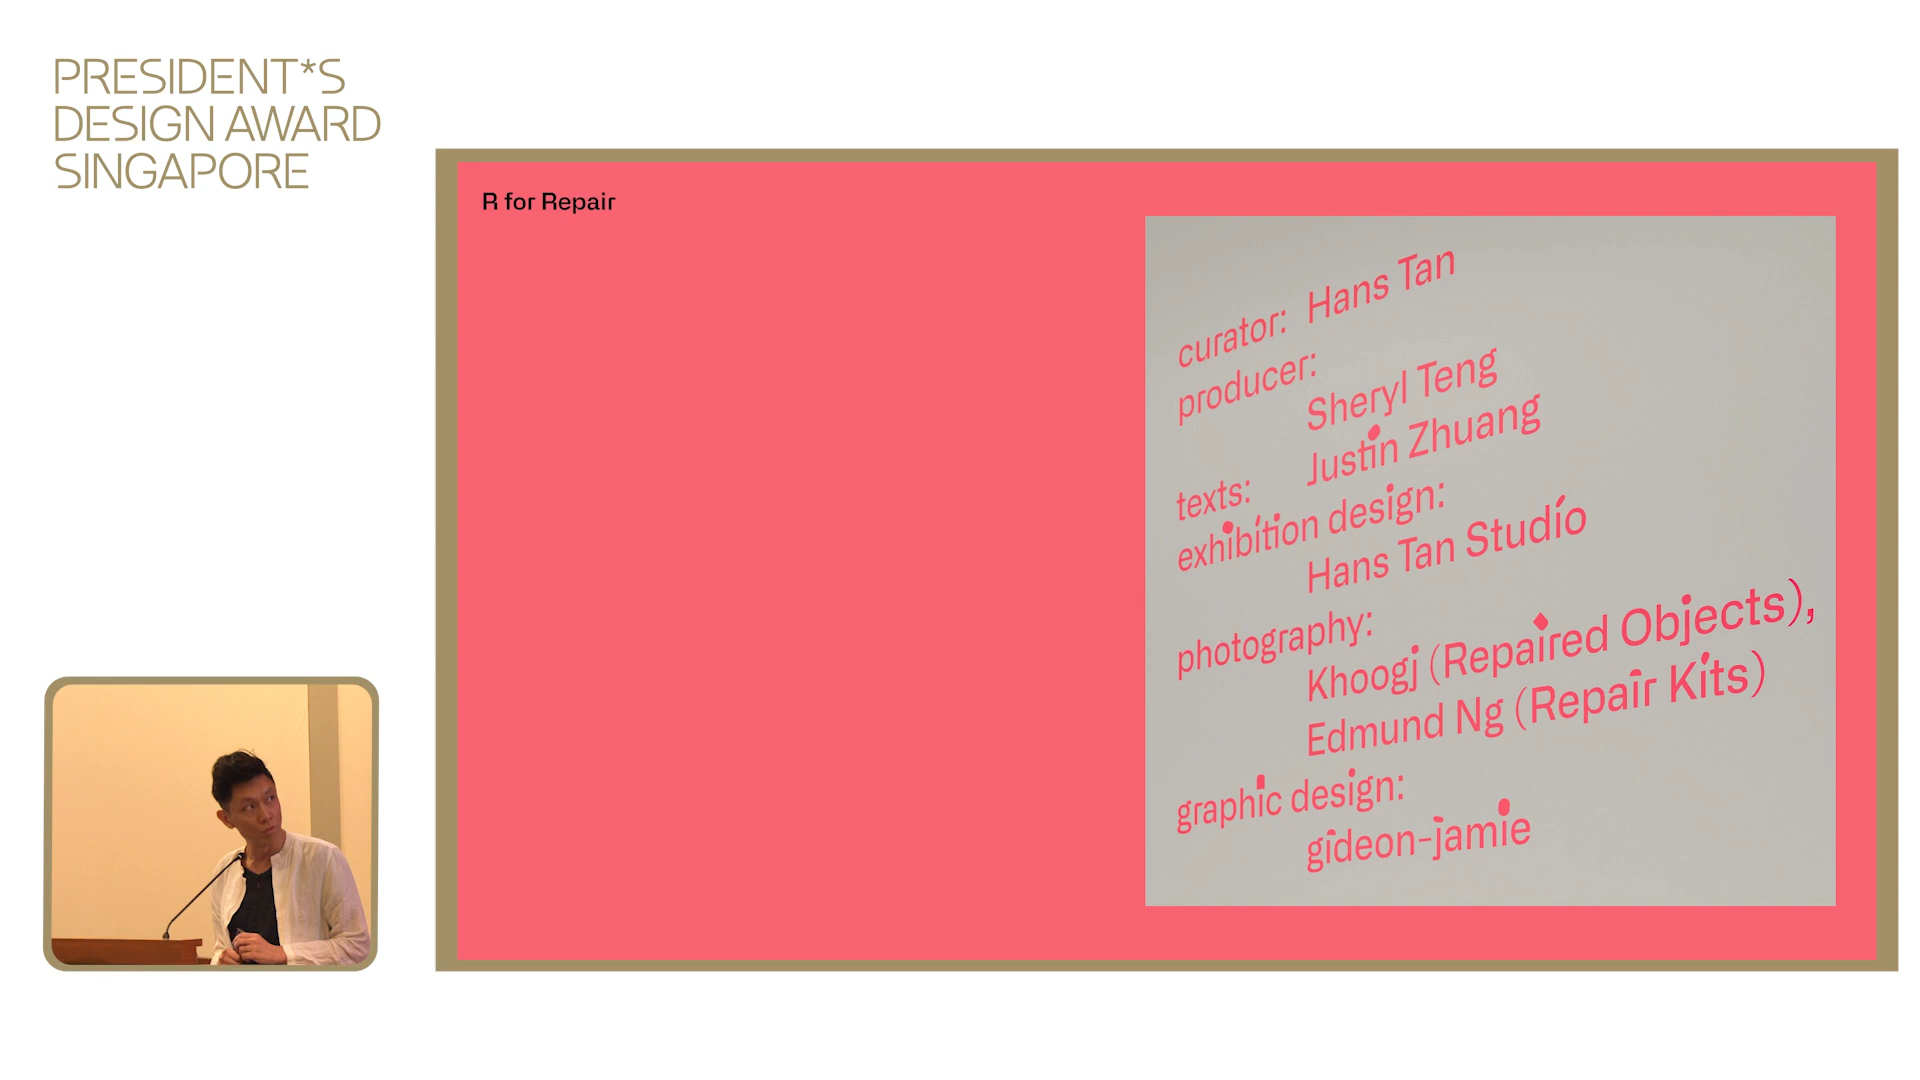 PRESIDENT*S
DESIGN AWARD
SINGAPORE
R for Repair
curator: Hans Tan
producer:
Sheryl Teng
Justin Zhuang
texts:
exhibition design:
Hans Tan Studio
photography:
Khoogj (Repaired Objects),
Edmund Ng (Repair Kits)
graphic design:
gideon-jamie